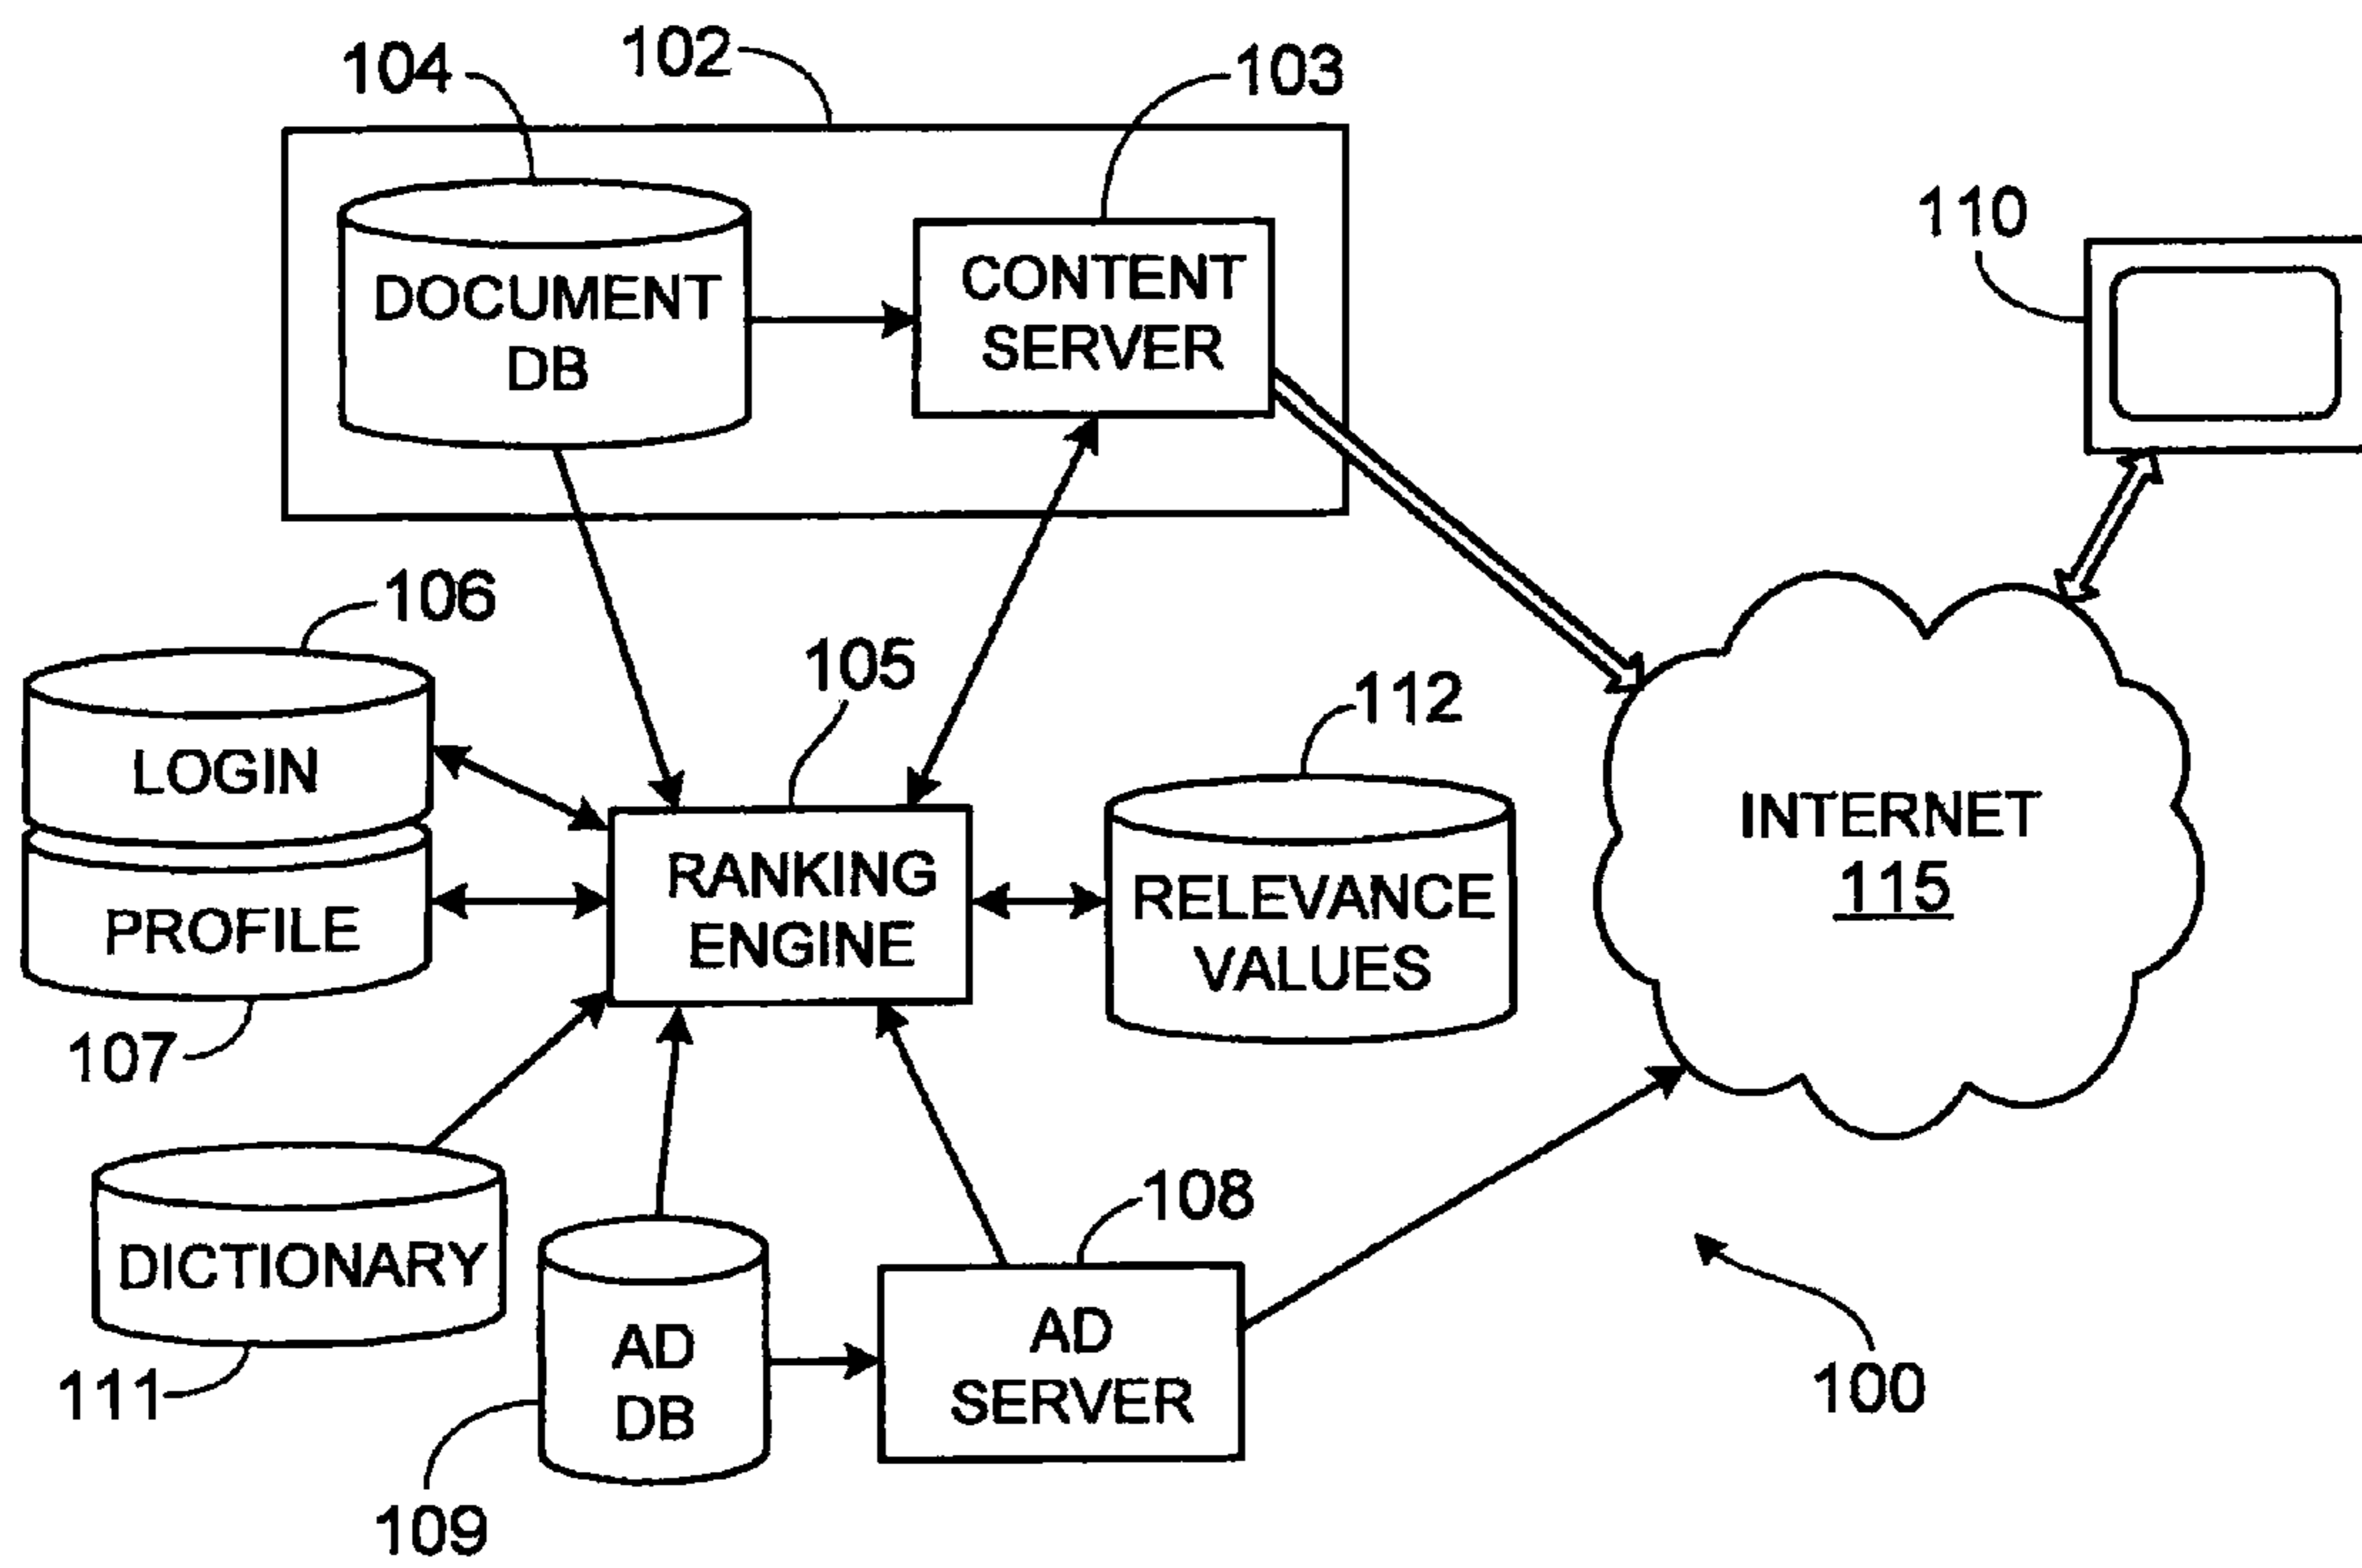 102
104
103
110
DOCUMENT
DB
CONTENT
SERVER
106
105
112
LOGIN
PROFILE
RANKING
ENGINE
RELEVANCE
VALUES
INTERNET
115
107
108
DICTIONARY
AD
DB
AD
SERVER
111
109
100